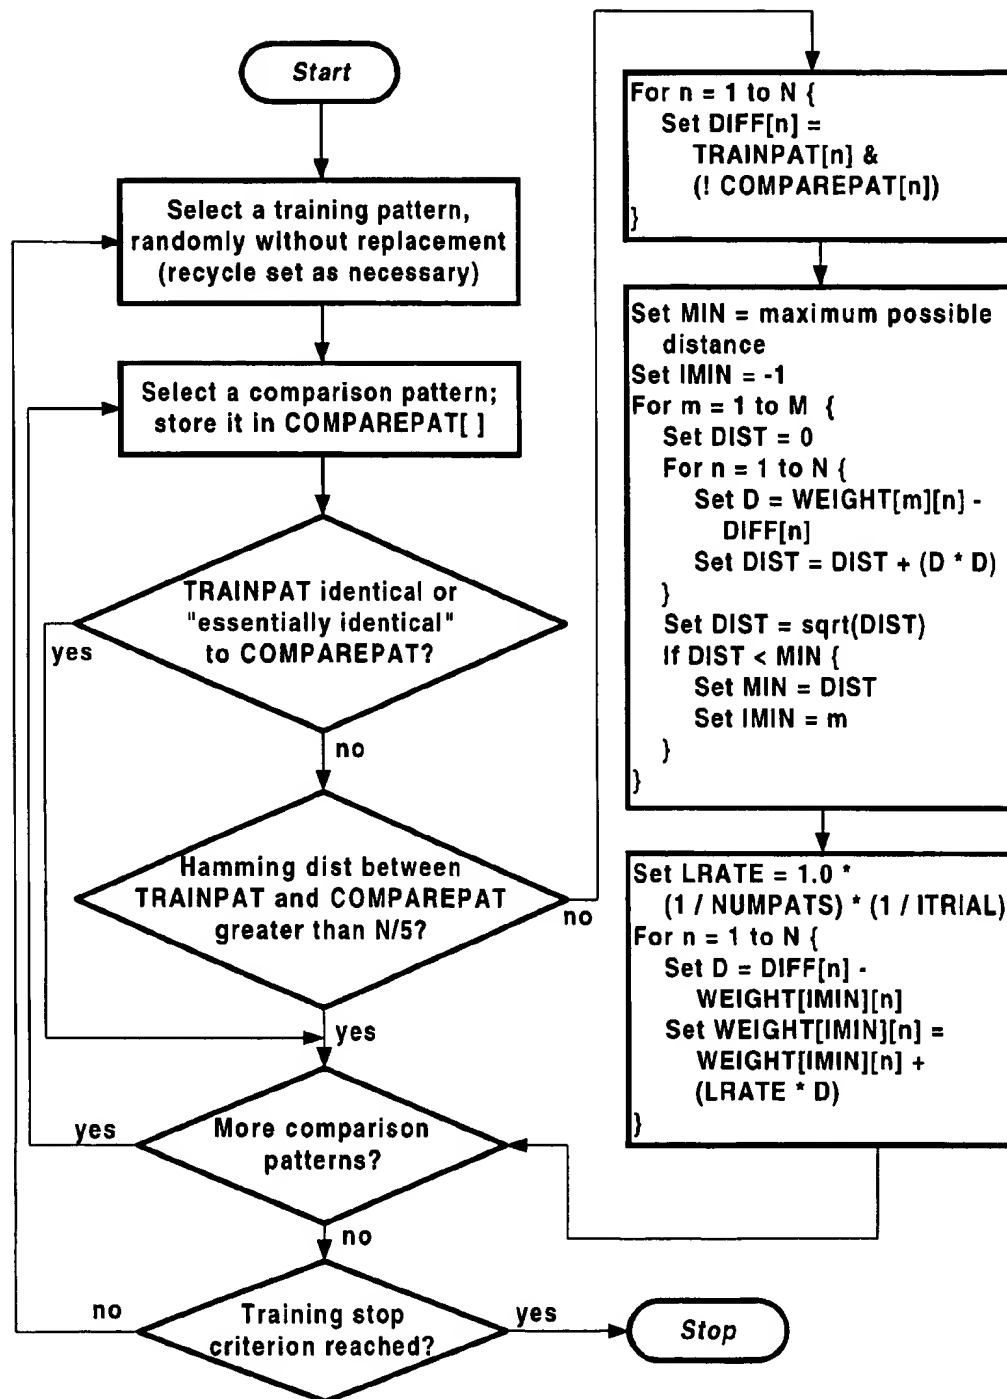 Start
Select a training pattern,
randomly without replacement
(recycle set as necessary)
Select a comparison pattern;
store it in COMPAREPAT[ ]
TRAINPAT identical or
"essentially identical"
to COMPAREPAT?
yes
no
Hamming dist between
TRAINPAT and COMPAREPAT
greater than N/5?
no
yes
More comparison
patterns?
yes
no
Training stop
criterion reached?
no
yes
Stop
For n = 1 to N {
Set DIFF[n] =
TRAINPAT[n] &
(! COMPAREPAT[n])
}
Set MIN = maximum possible
distance
Set IMIN = -1
For m = 1 to M {
Set DIST = 0
For n = 1 to N {
Set D = WEIGHT[m][n] -
DIFF[n]
Set DIST = DIST + (D * D)
}
Set DIST = sqrt(DIST)
If DIST < MIN {
Set MIN = DIST
Set IMIN = m
}
}
Set LRATE = 1.0 *
(1 / NUMPATS) * (1 / ITRIAL)
For n = 1 to N {
Set D = DIFF[n] -
WEIGHT[IMIN][n]
Set WEIGHT[IMIN][n] =
WEIGHT[IMIN][n] +
(LRATE * D)
}